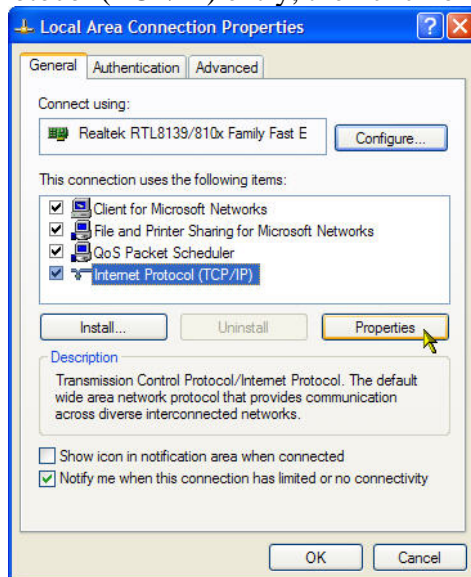 Local Area Connection Properties
General Authentication Advanced
Connect using:
Realtek RTL8139/810x Family Fast E
Configure...
This connection uses the following items:
Client for Microsoft Networks
File and Printer Sharing for Microsoft Networks
QoS Packet Scheduler
Internet Protocol (TCP/IP)
Install... Uninstall Properties
Description
Transmission Control Protocol/Internet Protocol. The default
wide area network protocol that provides communication
across diverse interconnected networks.
Show icon in notification area when connected
Notify me when this connection has limited or no connectivity
OK Cancel